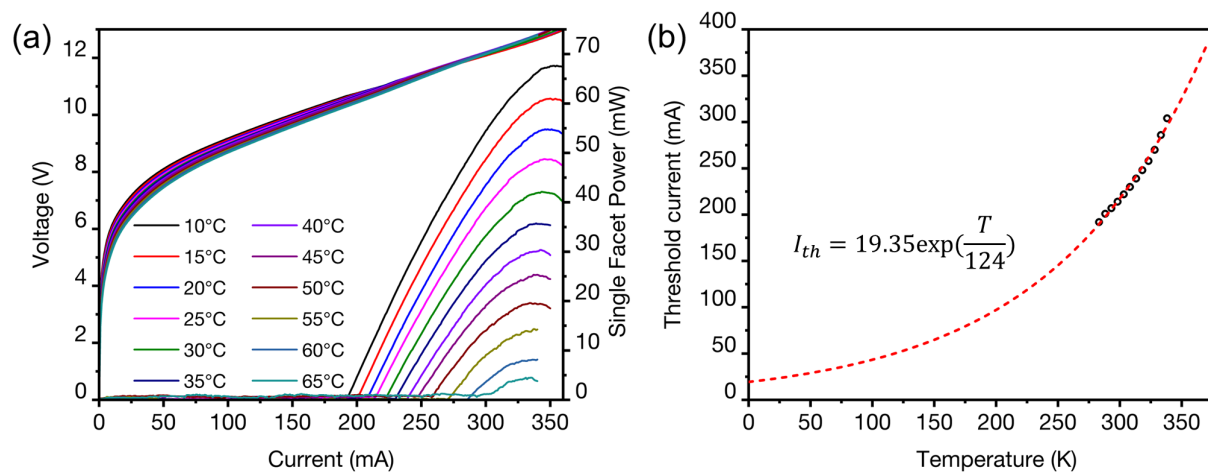 (a)
12
10
8
6
4
2
0
Voltage (V)
10°C
15°C
20°C
25°C
30°C
35°C
40°C
45°C
50°C
55°C
60°C
65°C
70
60
50
40
30
20
10
0
Single Facet Power (mW)
0 50 100 150 200 250 300 350
Current (mA)
(b)
400
350
300
250
200
150
100
50
0
Threshold current (mA)
I_th = 19.35exp(T/124)
0 50 100 150 200 250 300 350
Temperature (K)